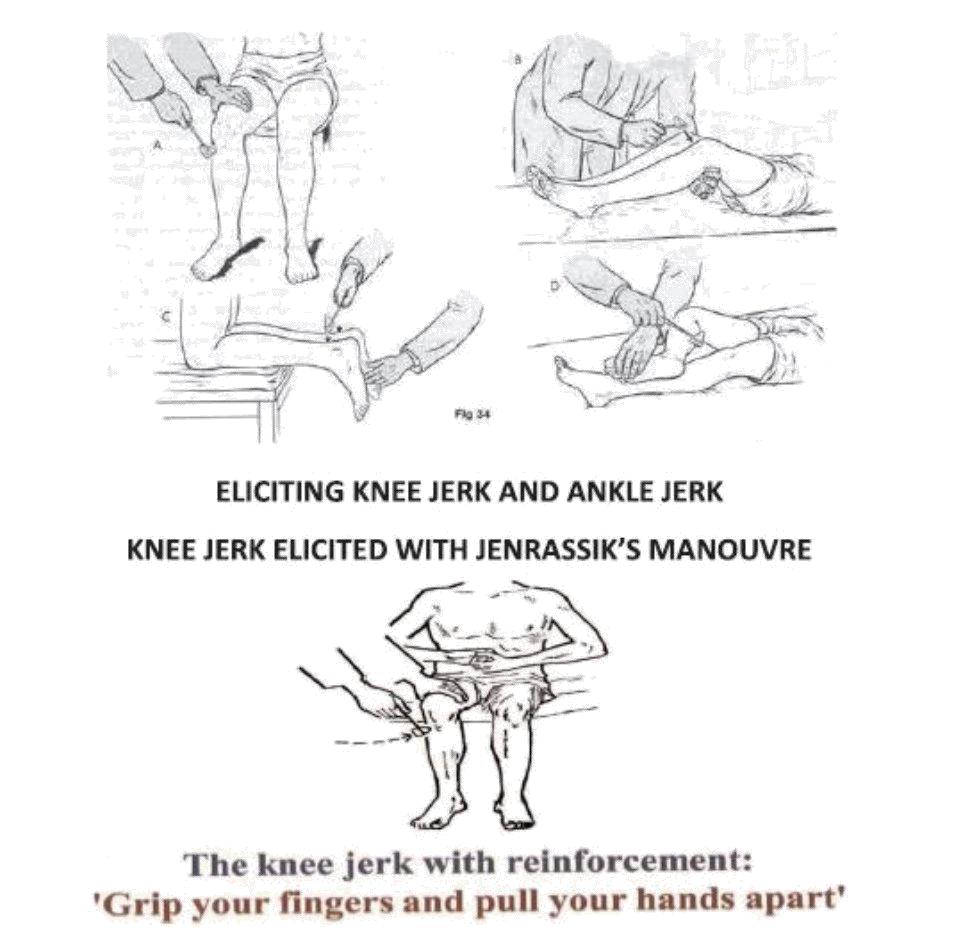 A
B
C
D
Fig 34
ELICITING KNEE JERK AND ANKLE JERK
KNEE JERK ELICITED WITH JENRASSIK'S MANOUVRE
The knee jerk with reinforcement:
'Grip your fingers and pull your hands apart'